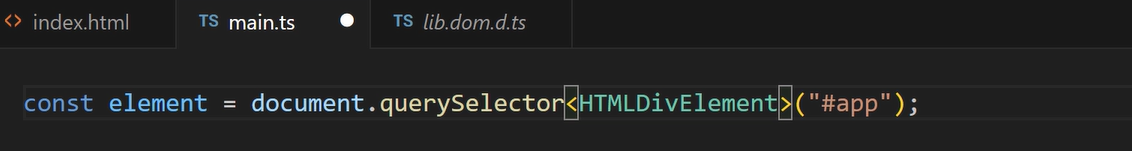 <> index.html TS main.ts TS lib.dom.d.ts
const element = document.querySelector<HTMLDivElement>("#app");